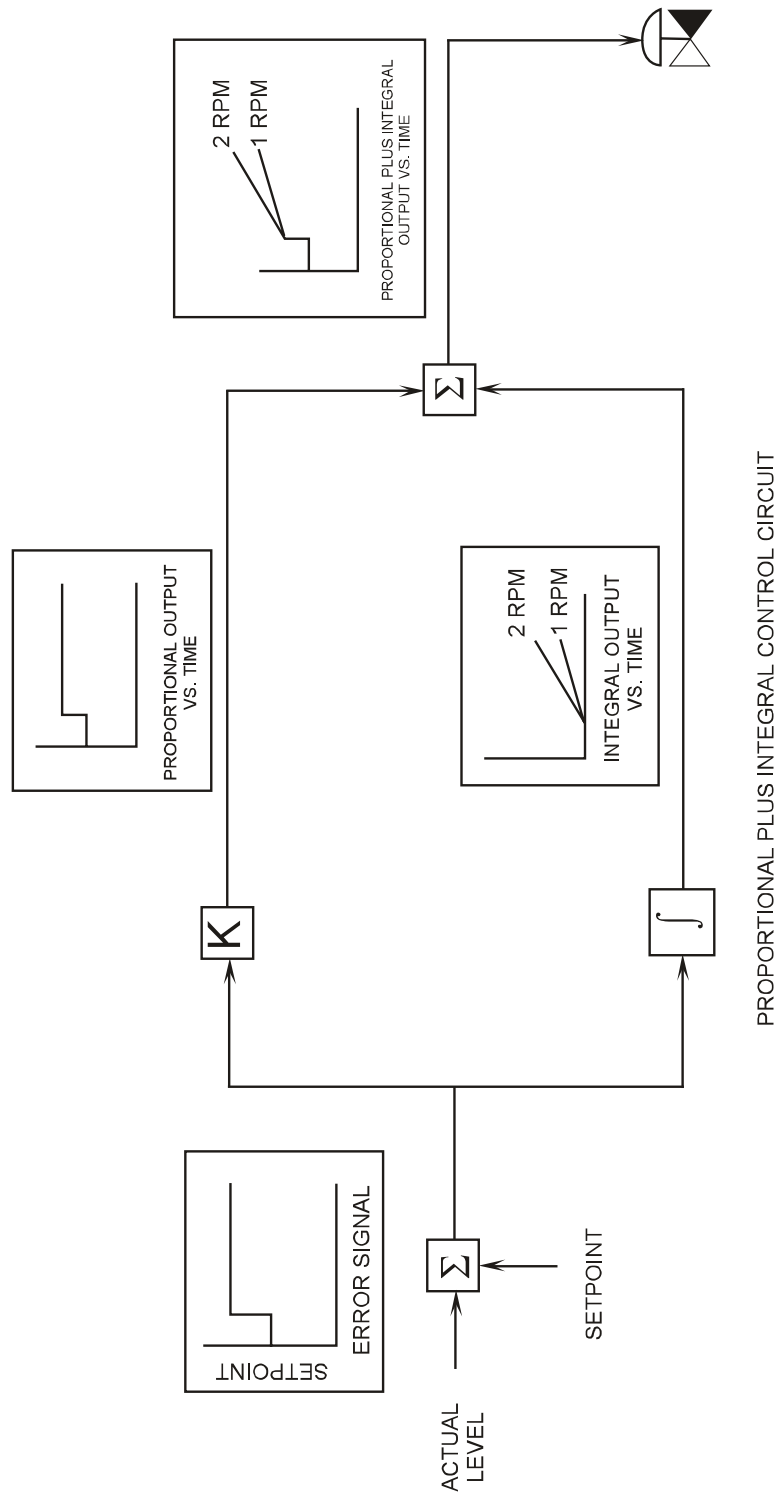 ACTUAL
LEVEL
SETPOINT
Σ
SETPOINT
ERROR SIGNAL
K
∫
PROPORTIONAL OUTPUT
VS. TIME
2 RPM
1 RPM
INTEGRAL OUTPUT
VS. TIME
Σ
2 RPM
1 RPM
PROPORTIONAL PLUS INTEGRAL
OUTPUT VS. TIME
PROPORTIONAL PLUS INTEGRAL CONTROL CIRCUIT